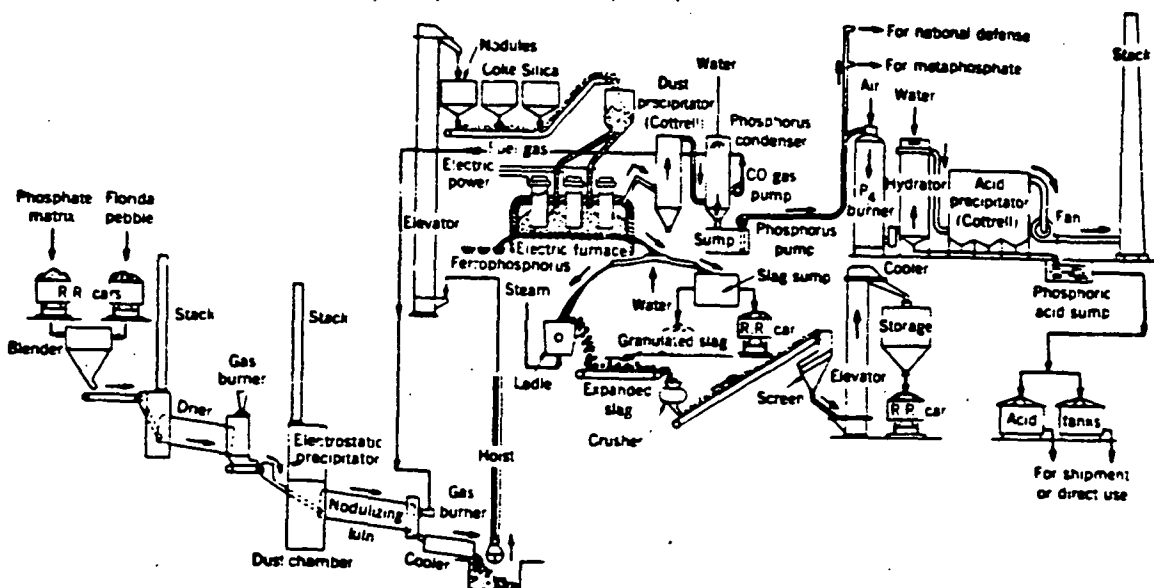 Nodules
Coke Silica
Water
Dust
precipitator
(Cottrell)
Phosphorus
condenser
For national defense
For metaphosphate
Air
Water
Stack
Fuel gas
Electric
power
CO gas
pump
P4
burner
Hydrator
Acid
precipitator
(Cottrell)
Fan
Phosphate
matrix
Florida
pebble
Elevator
Electric furnace
Sump
Phosphorus
pump
Ferrophosphorus
Slag sump
Cooler
Steam
Water
Phosphoric
acid sump
R.R. cars
Stack
Stack
Storage
R.R. car
Granulated slag
Blender
Gas
burner
Ladle
Expanded
slag
Screen
Elevator
R.R. car
Drier
Crusher
Electrostatic
precipitator
Hoist
Acid
tanks
Gas
burner
For shipment
or direct use
Nodulizing
kiln
Cooler
Dust chamber